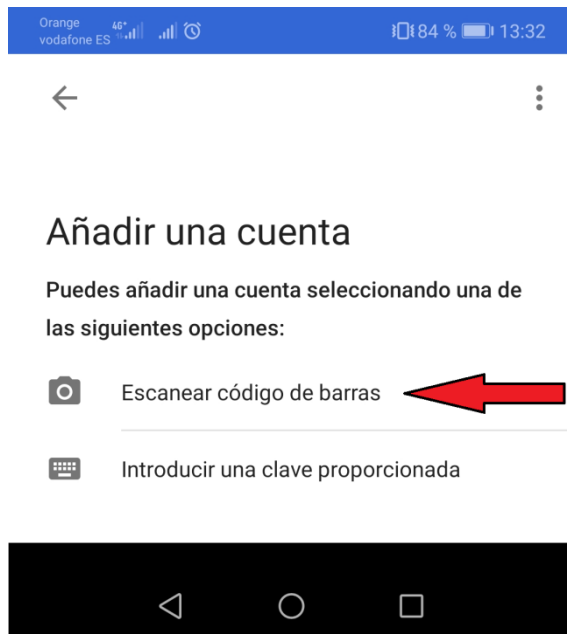 Orange
vodafone ES
4G+
84 % 13:32
Añadir una cuenta
Puedes añadir una cuenta seleccionando una de
las siguientes opciones:
Escanear código de barras
Introducir una clave proporcionada